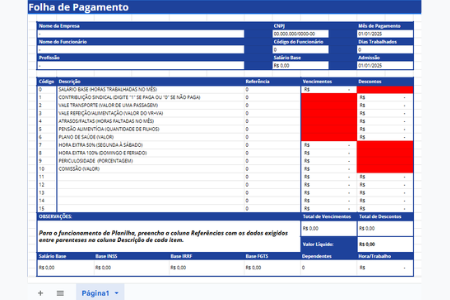 Folha de Pagamento
Nome da Empresa CNPJ Mês de Pagamento
- 00.000.000/0000-00 01/01/2025
Nome do Funcionário Código do Funcionário Dias Trabalhados
- 0 0
Profissão Salário Base Admissão
- R$ 0,00 01/01/2025
Código Descrição Referência Vencimentos Descontos
0 SALÁRIO BASE (HORAS TRABALHADAS NO MÊS) 0 R$ -
1 CONTRIBUIÇÃO SINDICAL (DIGITE "1" SE PAGA OU "0" SE NÃO PAGA) 0 R$ -
2 VALE TRANSPORTE (VALOR DE UMA PASSAGEM) 0 R$ -
3 VALE REFEIÇÃO/ALIMENTAÇÃO (VALOR DO VR+VA) 0 R$ -
4 ATRASOS/FALTAS (HORAS FALTADAS NO MÊS) 0 R$ -
5 PENSÃO ALIMENTÍCIA (QUANTIDADE DE FILHOS) 0 R$ -
6 PLANO DE SAÚDE (VALOR) 0 R$ -
7 HORA EXTRA 50% (SEGUNDA À SÁBADO) 0 R$ -
8 HORA EXTRA 100% (DOMINGO E FERIADO) 0 R$ -
9 PERICULOSIDADE (PORCENTAGEM) 0 R$ -
10 COMISSÃO (VALOR) 0 R$ -
11 0 R$ - R$ -
12 0 R$ - R$ -
13 0 R$ - R$ -
14 0 R$ - R$ -
15 0 R$ - R$ -
OBSERVAÇÕES: Total de Vencimentos Total de Descontos
R$ 0,00 R$ 0,00
Para o funcionamento da Planilha, preencha a coluna Referências com os dados exigidos
entre parenteses na coluna Descrição de cada item.
Valor Líquido: R$ 0,00
Salário Base Base INSS Base IRRF Base FGTS Dependentes Hora/Trabalho
R$ 0,00 R$ 0,00 R$ 0,00 R$ 0,00 0 R$ -
+ Página1